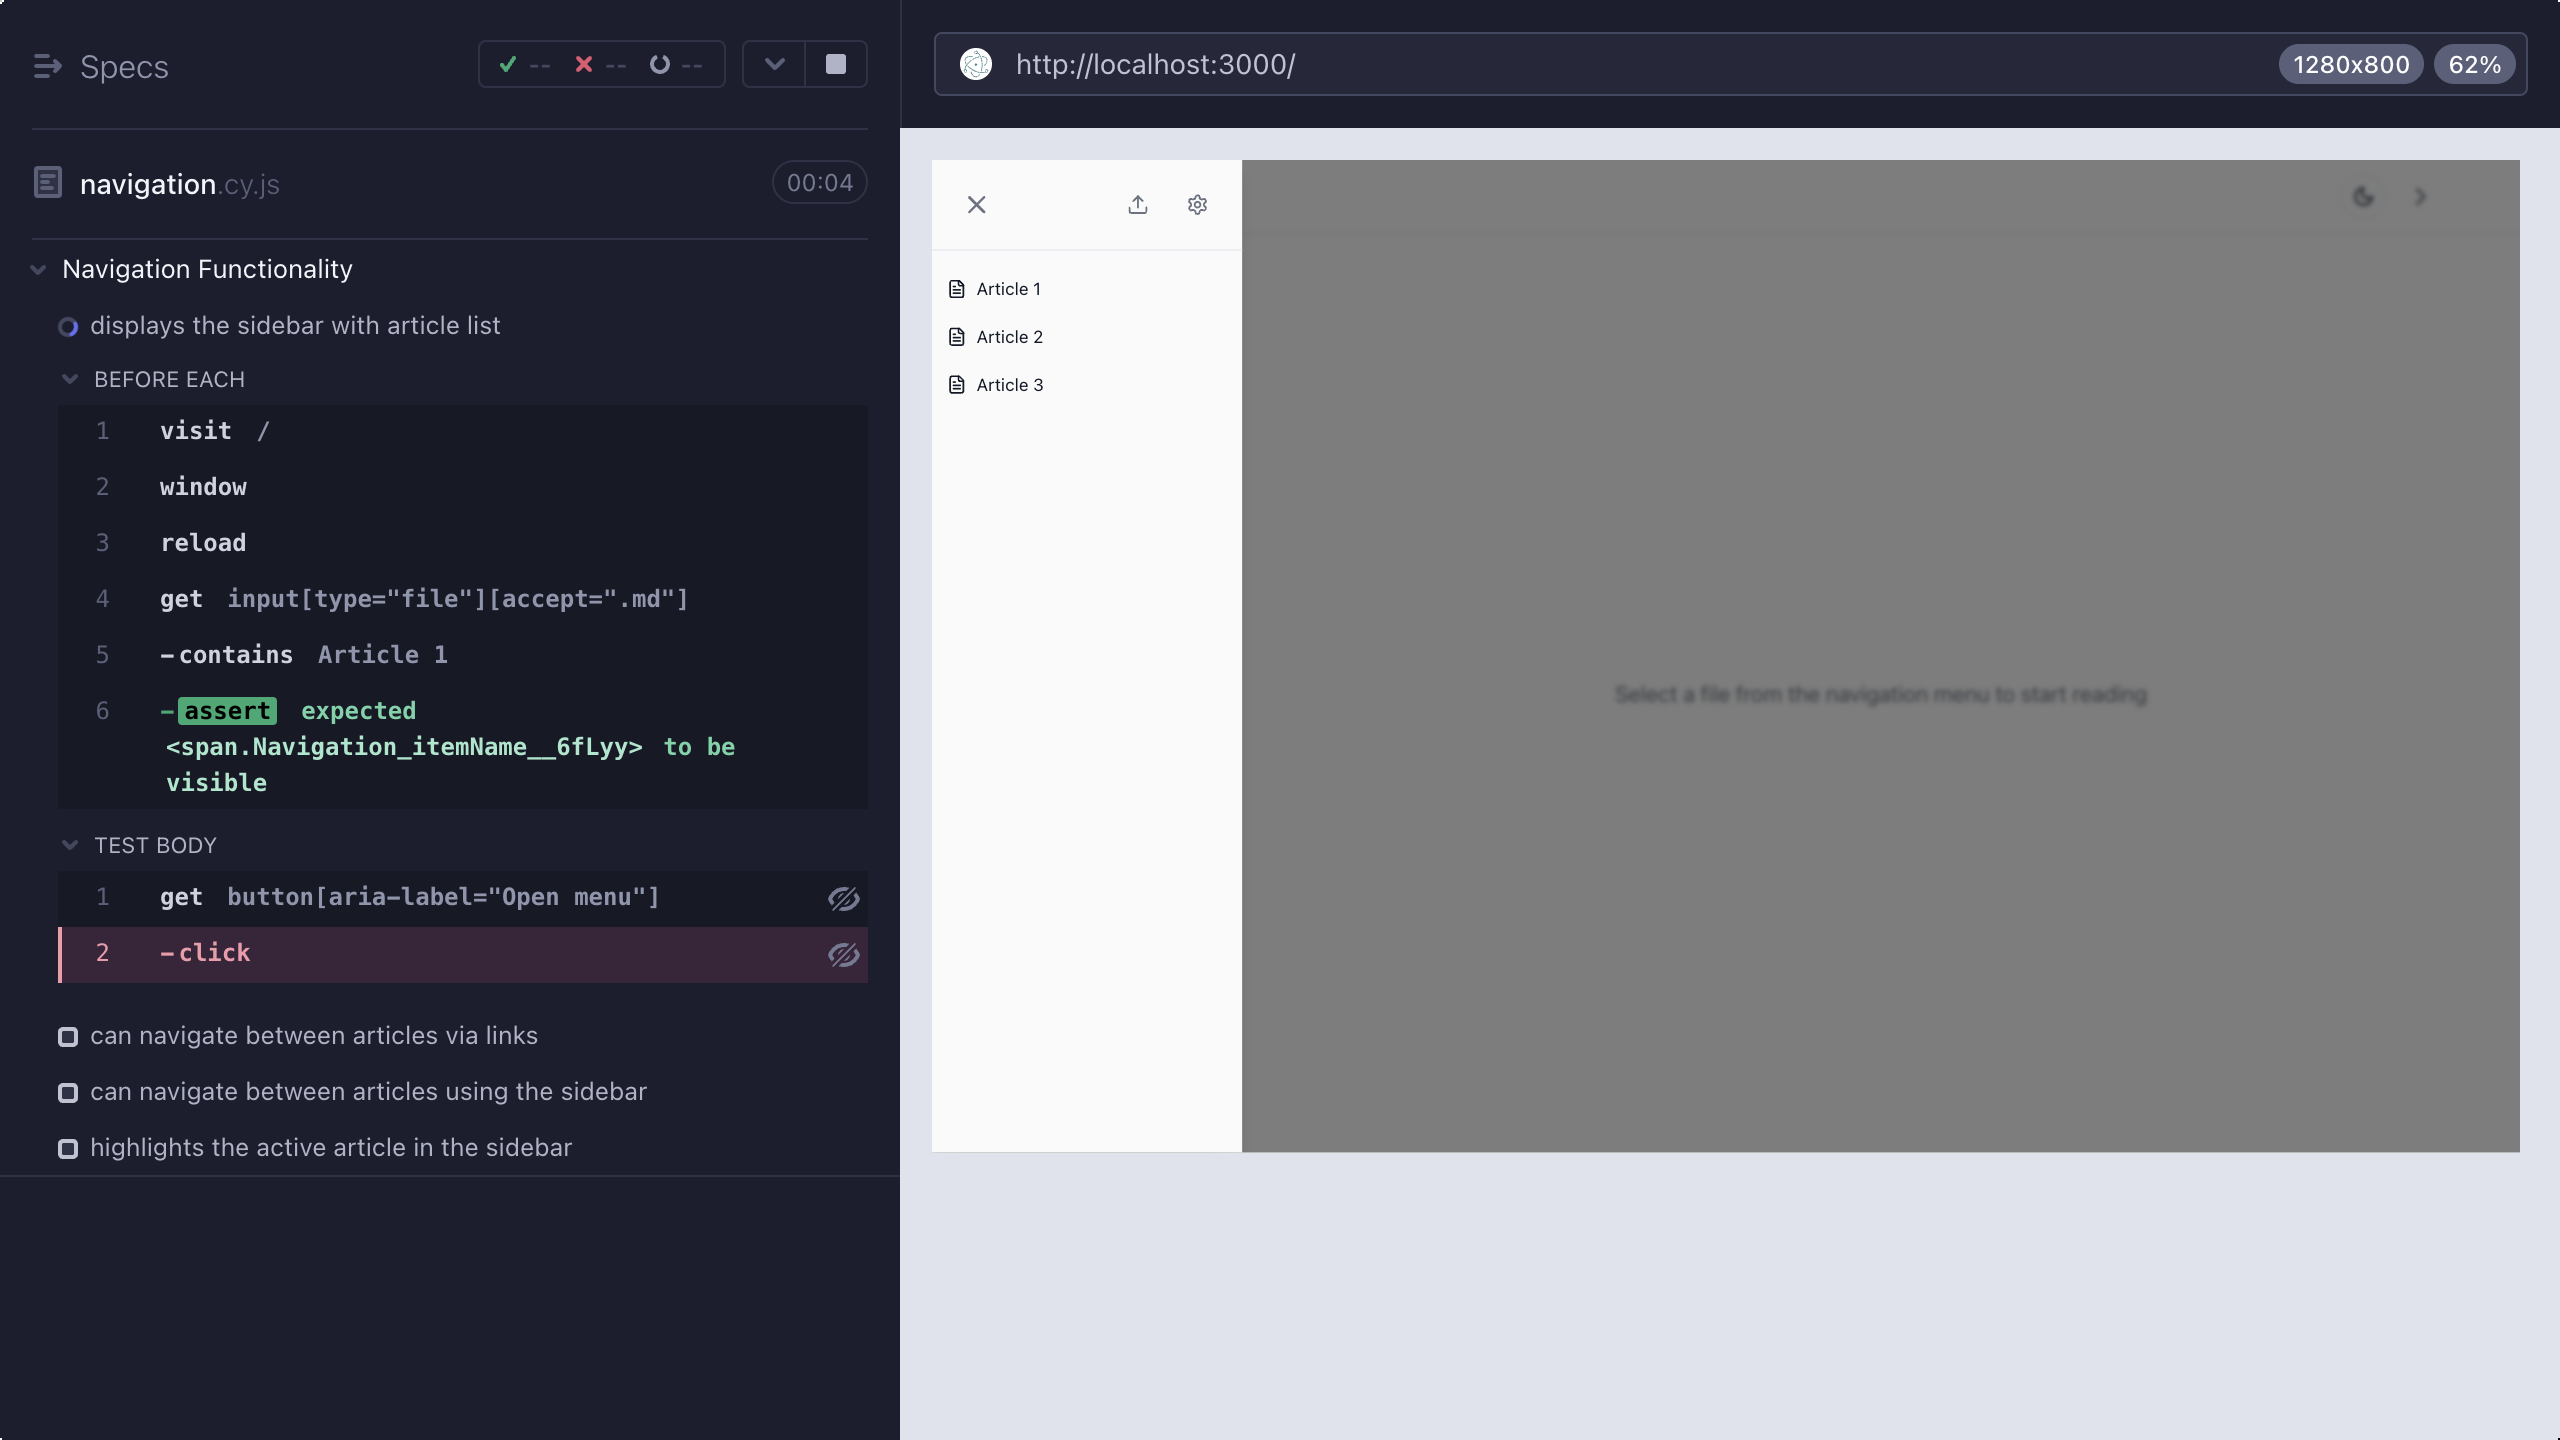 Specs
-- -- --
navigation.cy.js
00:04
Navigation Functionality
displays the sidebar with article list
BEFORE EACH
1 visit /
2 window
3 reload
4 get input[type="file"][accept=".md"]
5 -contains Article 1
6 -assert expected
<span.Navigation_itemName__6fLyy> to be
visible
TEST BODY
1 get button[aria-label="Open menu"]
2 -click
can navigate between articles via links
can navigate between articles using the sidebar
highlights the active article in the sidebar
http://localhost:3000/
1280x800
62%
Article 1
Article 2
Article 3
Select a file from the navigation menu to start reading